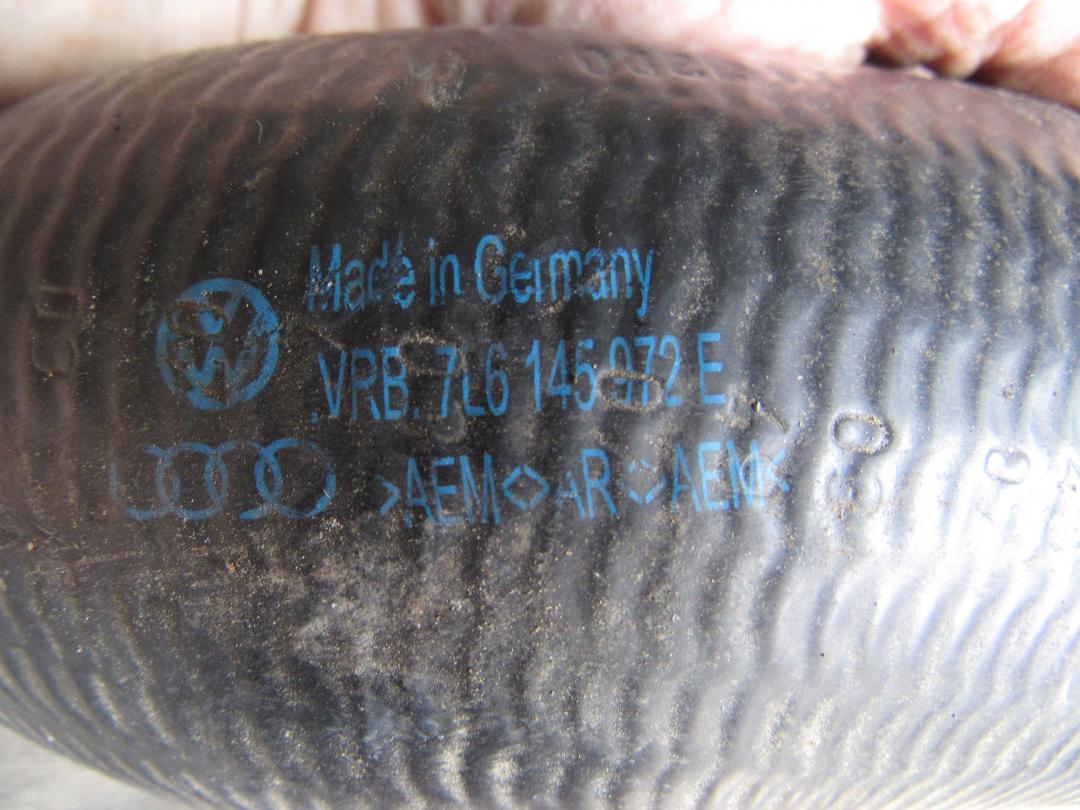 Made in Germany
.VRB. 7L6 145 972 E
>AEM<> AR <>AEM<